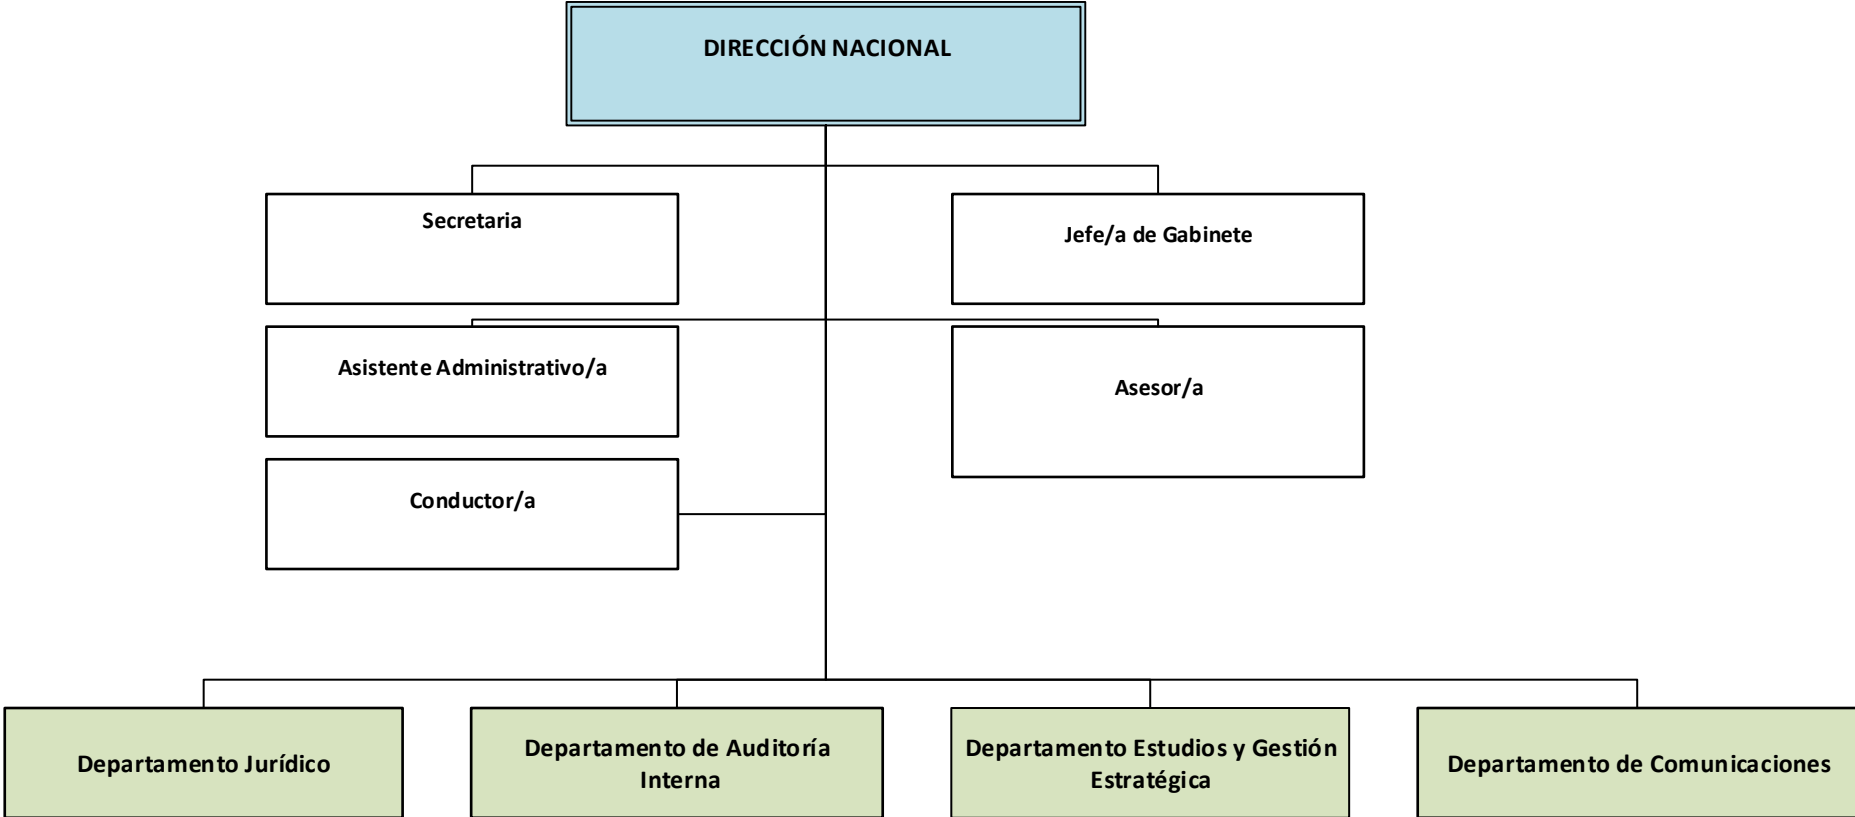 DIRECCIÓN NACIONAL
Secretaria
Jefe/a de Gabinete
Asistente Administrativo/a
Asesor/a
Conductor/a
Departamento Jurídico
Departamento de Auditoría
Interna
Departamento Estudios y Gestión
Estratégica
Departamento de Comunicaciones